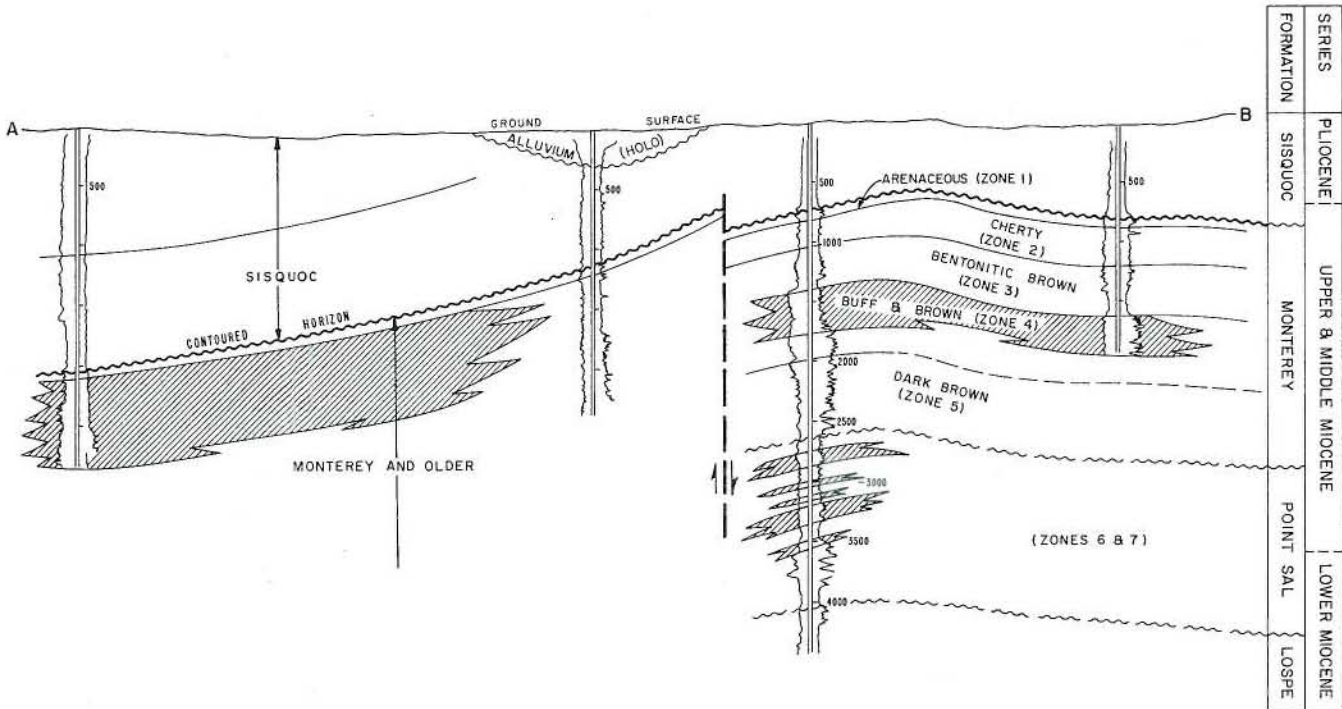 SERIES
FORMATION
PLIOCENE
SISQUOC
UPPER & MIDDLE MIOCENE
MONTEREY
POINT SAL
LOWER MIOCENE
LOSPE
A
GROUND SURFACE
B
ALLUVIUM (HOLO)
500
500
500
500
ARENACEOUS (ZONE 1)
CHERTY
(ZONE 2)
1000
BENTONITIC BROWN
(ZONE 3)
SISQUOC
BUFF & BROWN (ZONE 4)
CONTOURED HORIZON
2000
DARK BROWN
(ZONE 5)
2500
MONTEREY AND OLDER
3000
3500
(ZONES 6 & 7)
4000